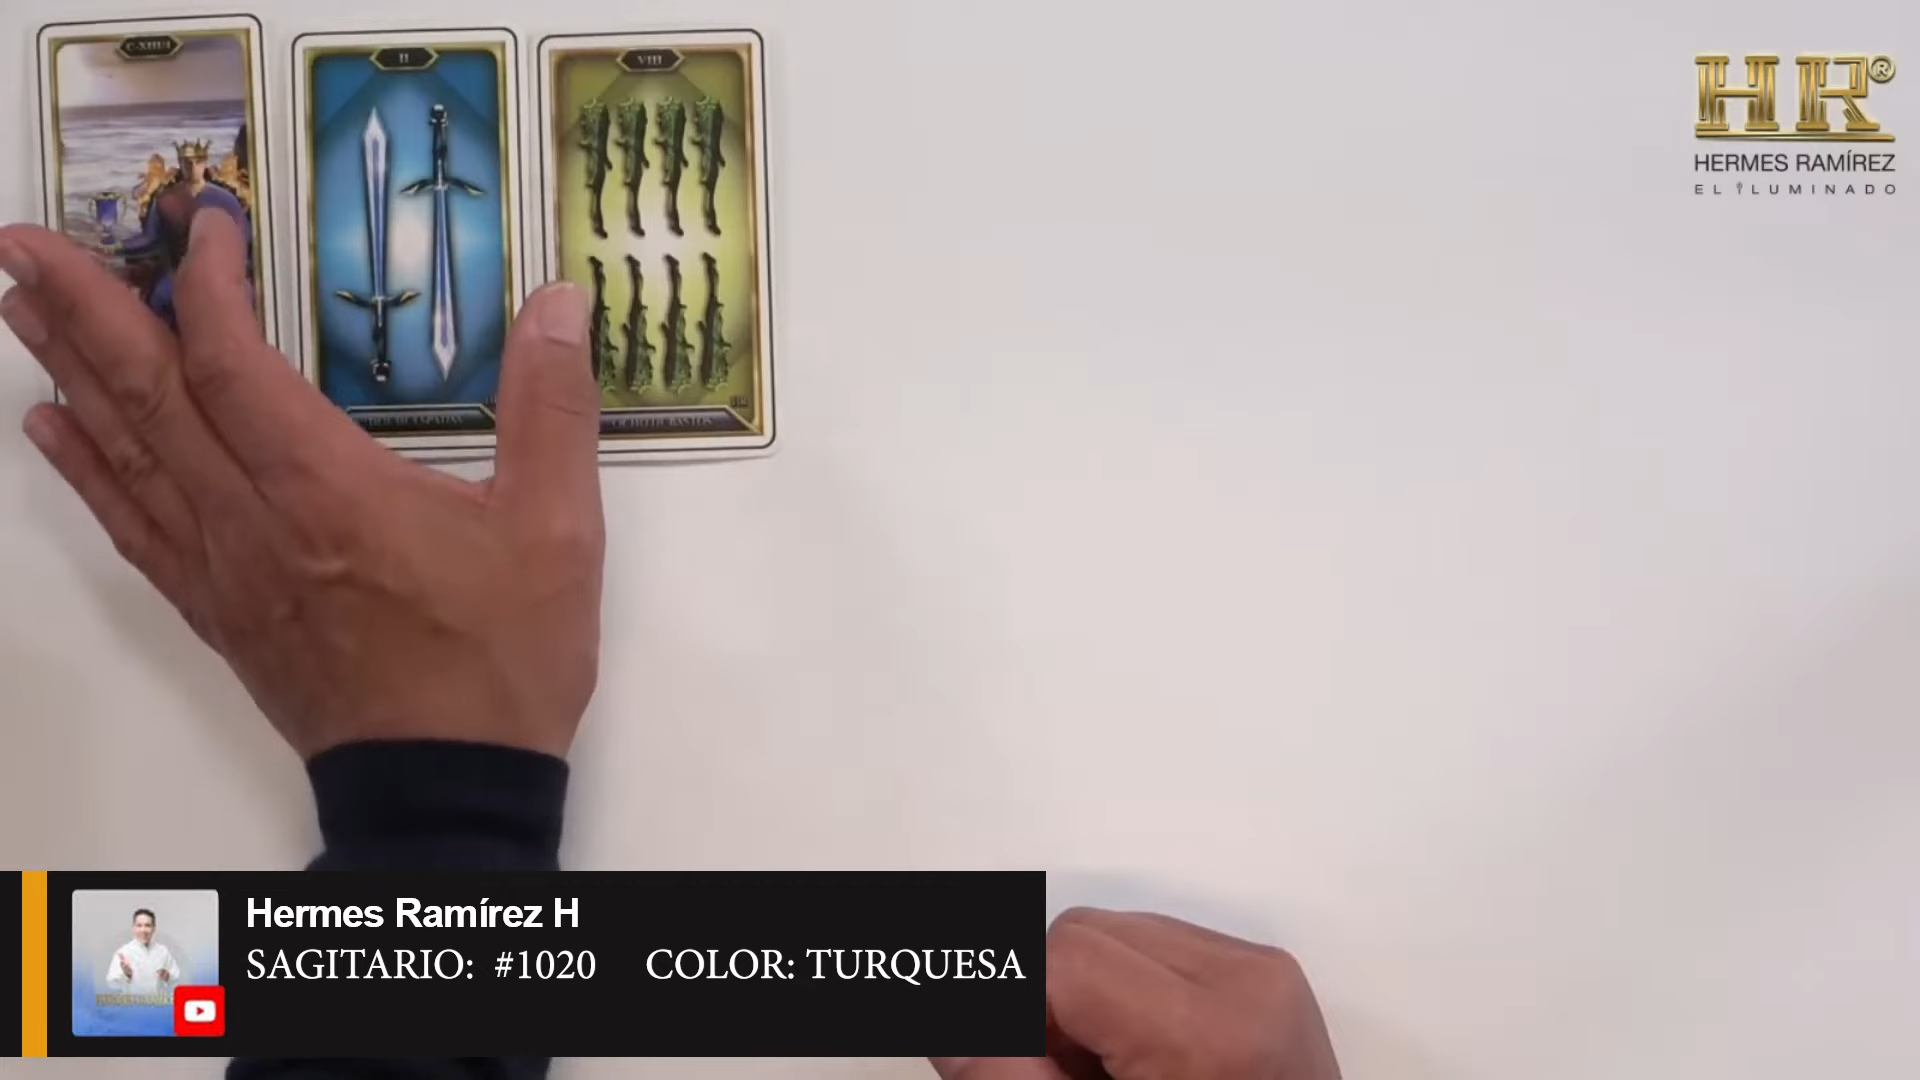 II
VIII
HR®
HERMES RAMÍREZ
EL ILUMINADO
Hermes Ramírez H
SAGITARIO: #1020 COLOR: TURQUESA